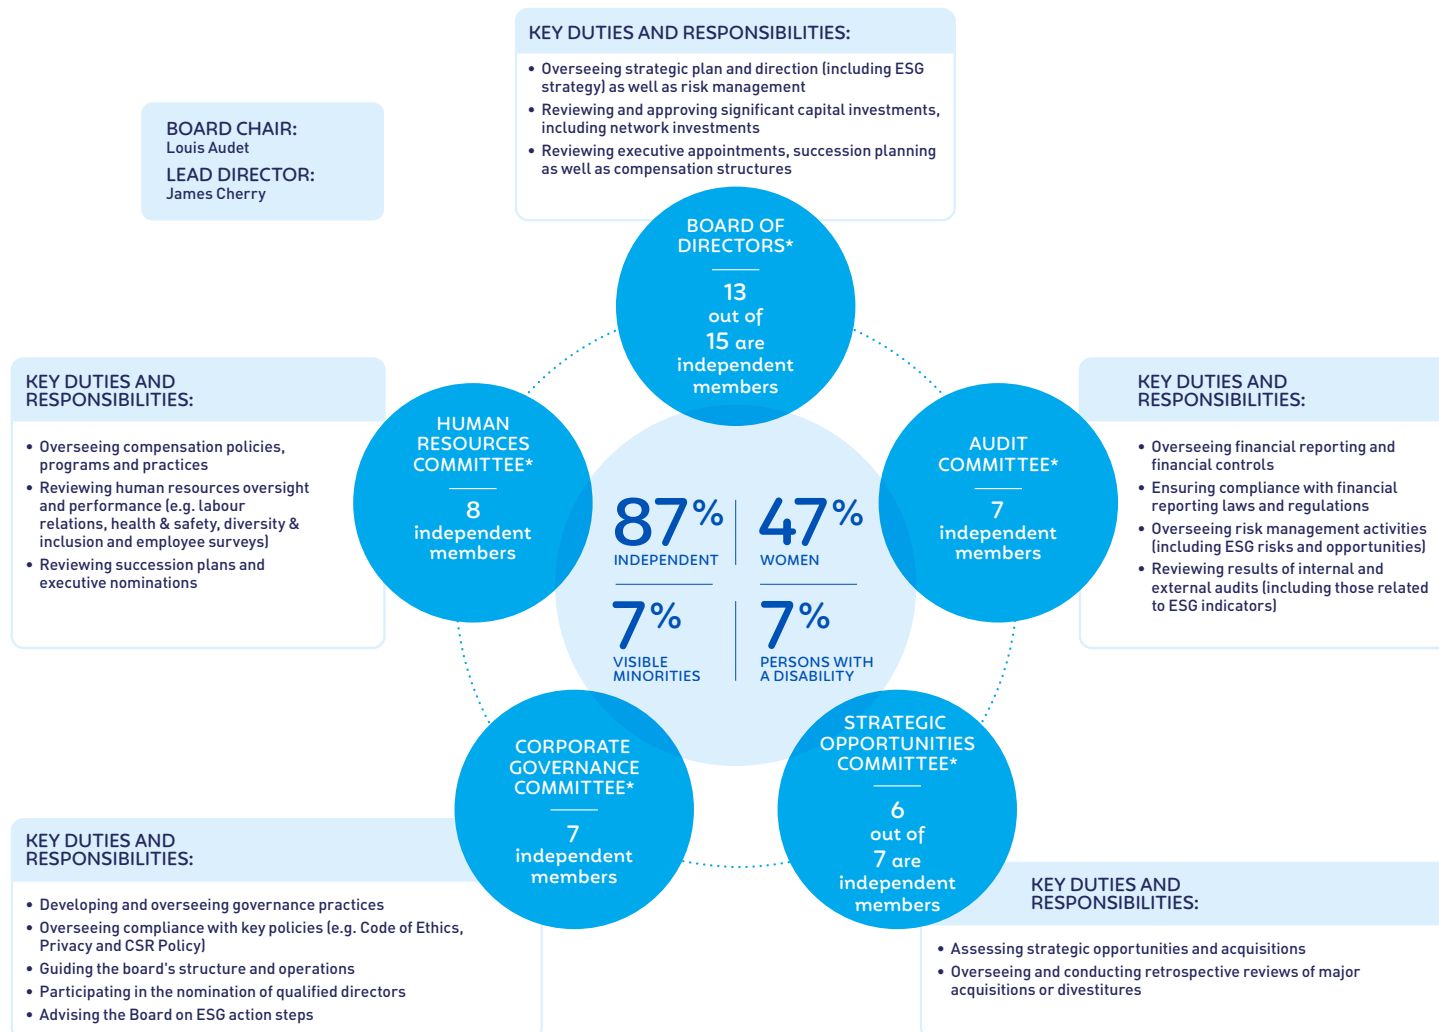 KEY DUTIES AND RESPONSIBILITIES:
• Overseeing strategic plan and direction (including ESG
strategy) as well as risk management
• Reviewing and approving significant capital investments,
including network investments
• Reviewing executive appointments, succession planning
as well as compensation structures
BOARD CHAIR:
Louis Audet
LEAD DIRECTOR:
James Cherry
BOARD OF
DIRECTORS*
13
out of
15 are
independent
members
KEY DUTIES AND
RESPONSIBILITIES:
• Overseeing compensation policies,
programs and practices
• Reviewing human resources oversight
and performance (e.g. labour
relations, health & safety, diversity &
inclusion and employee surveys)
• Reviewing succession plans and
executive nominations
HUMAN
RESOURCES
COMMITTEE*
8
independent
members
87%
INDEPENDENT
47%
WOMEN
7%
VISIBLE
MINORITIES
7%
PERSONS WITH
A DISABILITY
AUDIT
COMMITTEE*
7
independent
members
KEY DUTIES AND
RESPONSIBILITIES:
• Overseeing financial reporting and
financial controls
• Ensuring compliance with financial
reporting laws and regulations
• Overseeing risk management activities
(including ESG risks and opportunities)
• Reviewing results of internal and
external audits (including those related
to ESG indicators)
CORPORATE
GOVERNANCE
COMMITTEE*
7
independent
members
KEY DUTIES AND
RESPONSIBILITIES:
• Developing and overseeing governance practices
• Overseeing compliance with key policies (e.g. Code of Ethics,
Privacy and CSR Policy)
• Guiding the board's structure and operations
• Participating in the nomination of qualified directors
• Advising the Board on ESG action steps
STRATEGIC
OPPORTUNITIES
COMMITTEE*
6
out of
7 are
independent
members
KEY DUTIES AND
RESPONSIBILITIES:
• Assessing strategic opportunities and acquisitions
• Overseeing and conducting retrospective reviews of major
acquisitions or divestitures